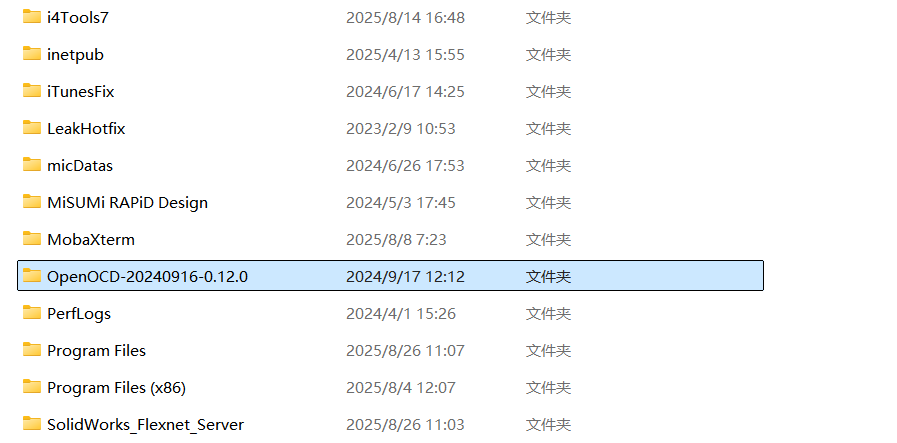 i4Tools7 2025/8/14 16:48 文件夹
inetpub 2025/4/13 15:55 文件夹
iTunesFix 2024/6/17 14:25 文件夹
LeakHotfix 2023/2/9 10:53 文件夹
micDatas 2024/6/26 17:53 文件夹
MiSUMi RAPiD Design 2024/5/3 17:45 文件夹
MobaXterm 2025/8/8 7:23 文件夹
OpenOCD-20240916-0.12.0 2024/9/17 12:12 文件夹
PerfLogs 2024/4/1 15:26 文件夹
Program Files 2025/8/26 11:07 文件夹
Program Files (x86) 2025/8/4 12:07 文件夹
SolidWorks_Flexnet_Server 2025/8/26 11:03 文件夹